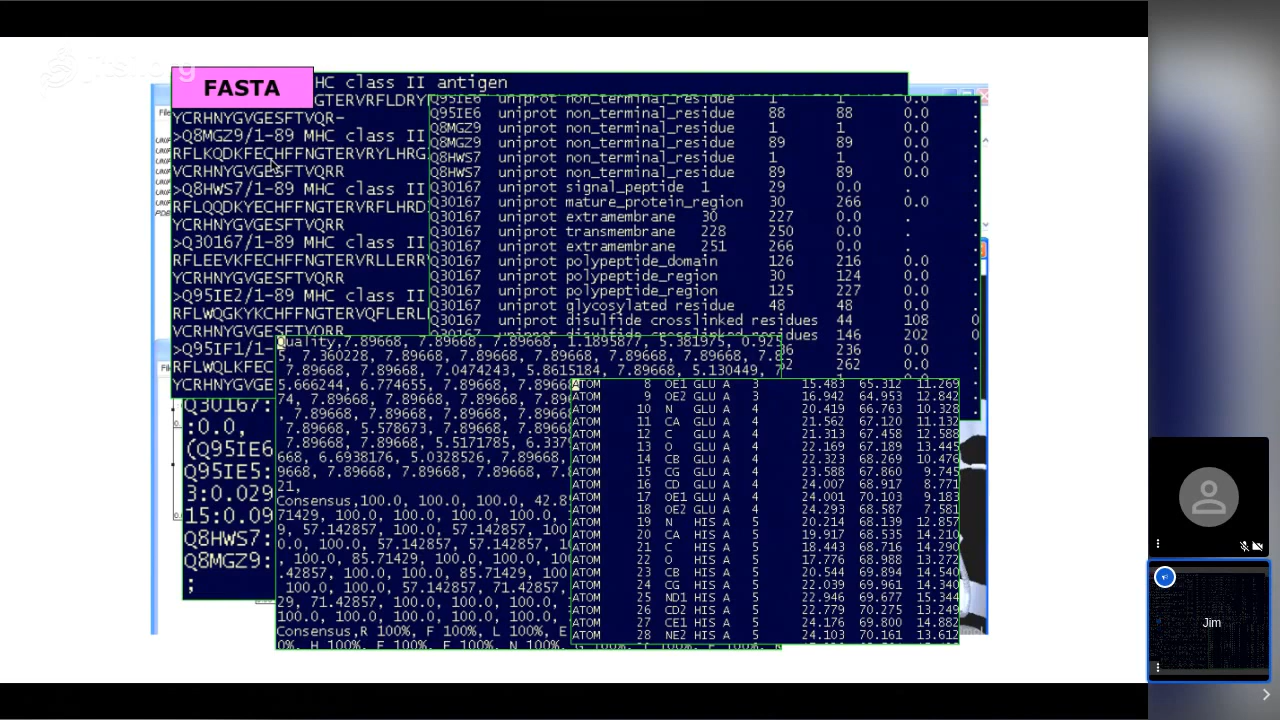 FASTA
HC class II antigen
GTERVRFLDRY
YCRHNYGVGESFTVQR-
>Q8MGZ9/1-89 MHC class II
RFLKQDKFECHFFNGTERVRYLHRG
VCRHNYGVGESFTVQRR
>Q8HWS7/1-89 MHC class II
RFLQQDKYECHFFNGTERVRFLHRD
YCRHNYGVGESFTVQRR
>Q30167/1-89 MHC class II
RFLEEVKFECHFFNGTERVRLLERR
YCRHNYGVGESFTVQRR
>Q95IE2/1-89 MHC class II
RFLWQGKYKCHFFNGTERVQFLERL
VCRHNYGVGESFTVQRR
>Q95IF1/1-
RFLWQLKFEC
YCRHNYGVGE
Q95IE6 uniprot non_terminal_residue 1 1 0.0 .
Q95IE6 uniprot non_terminal_residue 88 88 0.0 .
Q8MGZ9 uniprot non_terminal_residue 1 1 0.0 .
Q8MGZ9 uniprot non_terminal_residue 89 89 0.0 .
Q8HWS7 uniprot non_terminal_residue 1 1 0.0 .
Q8HWS7 uniprot non_terminal_residue 89 89 0.0 .
Q30167 uniprot signal_peptide 1 29 0.0 .
Q30167 uniprot mature_protein_region 30 266 0.0 .
Q30167 uniprot extramembrane 30 227 0.0 .
Q30167 uniprot transmembrane 228 250 0.0 .
Q30167 uniprot extramembrane 251 266 0.0 .
Q30167 uniprot polypeptide_domain 126 216 0.0 .
Q30167 uniprot polypeptide_region 30 124 0.0 .
Q30167 uniprot polypeptide_region 125 227 0.0 .
Q30167 uniprot glycosylated residue 48 48 0.0 .
Q30167 uniprot disulfide crosslinked residues 44 108 0
Q30167 uniprot disulfide crosslinked residues 146 202 0
36 236 0.0 .
62 262 0.0 .
Q30167:
:0.0,
(Q95IE6
Q95IE5:
3:0.029
15:0.09
Q8HWS7:
Q8MGZ9:
;
Quality,7.89668, 7.89668, 7.89668, 1.1895877, 5.381975, 0.925
5, 7.360228, 7.89668, 7.89668, 7.89668, 7.89668, 7.89668, 7.8
, 7.89668, 7.89668, 7.0474243, 5.8615184, 7.89668, 5.130449, 7
5.666244, 6.774655, 7.89668, 7.8966
74, 7.89668, 7.89668, 7.89668, 7.89
, 7.89668, 5.578673, 7.89668, 7.8966
, 7.89668, 7.89668, 5.5171785, 6.337
668, 6.6938176, 5.0328526, 7.89668,
9668, 7.89668, 7.89668, 7.89668, 7.8
21,
Consensus,100.0, 100.0, 100.0, 42.8
71429, 100.0, 100.0, 100.0, 100.0,
9, 57.142857, 100.0, 57.142857, 100
0.0, 100.0, 57.142857, 57.142857, 10
, 100.0, 85.71429, 100.0, 100.0, 100
.42857, 100.0, 100.0, 85.71429, 100
100.0, 100.0, 57.142857, 71.42857,
29, 71.42857, 100.0, 100.0, 100.0,
100.0, 100.0, 100.0, 100.0, 100.0,
Consensus,R 100%, F 100%, L 100%, E
ATOM 8 OE1 GLU A 3 15.483 65.312 11.269
ATOM 9 OE2 GLU A 3 16.942 64.953 12.842
ATOM 10 N GLU A 4 20.419 66.763 10.328
ATOM 11 CA GLU A 4 21.562 67.120 11.132
ATOM 12 C GLU A 4 21.313 67.458 12.588
ATOM 13 O GLU A 4 22.169 67.189 13.445
ATOM 14 CB GLU A 4 22.323 68.269 10.476
ATOM 15 CG GLU A 4 23.588 67.860 9.745
ATOM 16 CD GLU A 4 24.007 68.917 8.771
ATOM 17 OE1 GLU A 4 24.001 70.103 9.183
ATOM 18 OE2 GLU A 4 24.293 68.587 7.581
ATOM 19 N HIS A 5 20.214 68.139 12.857
ATOM 20 CA HIS A 5 19.917 68.535 14.210
ATOM 21 C HIS A 5 18.443 68.716 14.290
ATOM 22 O HIS A 5 17.776 68.988 13.272
ATOM 23 CB HIS A 5 20.544 69.894 14.540
ATOM 24 CG HIS A 5 22.039 69.961 14.340
ATOM 25 ND1 HIS A 5 22.946 69.677 15.344
ATOM 26 CD2 HIS A 5 22.779 70.275 13.249
ATOM 27 CE1 HIS A 5 24.176 69.800 14.882
ATOM 28 NE2 HIS A 5 24.103 70.161 13.612
Jim